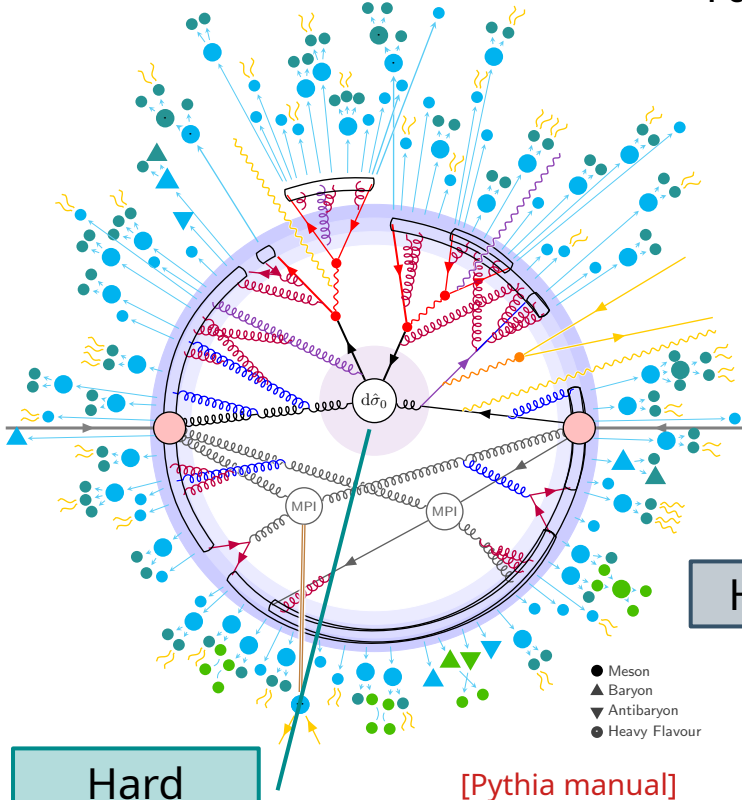 dσ̂₀
MPI
MPI
H
Meson
Baryon
Antibaryon
Heavy Flavour
Hard
[Pythia manual]